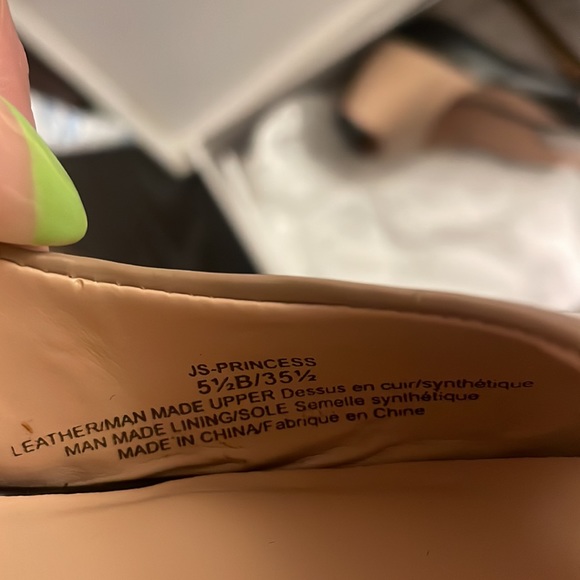 JS-PRINCESS
5½B/35½
LEATHER/MAN MADE UPPER Dessus en cuir/synthétique
MAN MADE LINING/SOLE Semelle synthétique
MADE IN CHINA/Fabrique en Chine